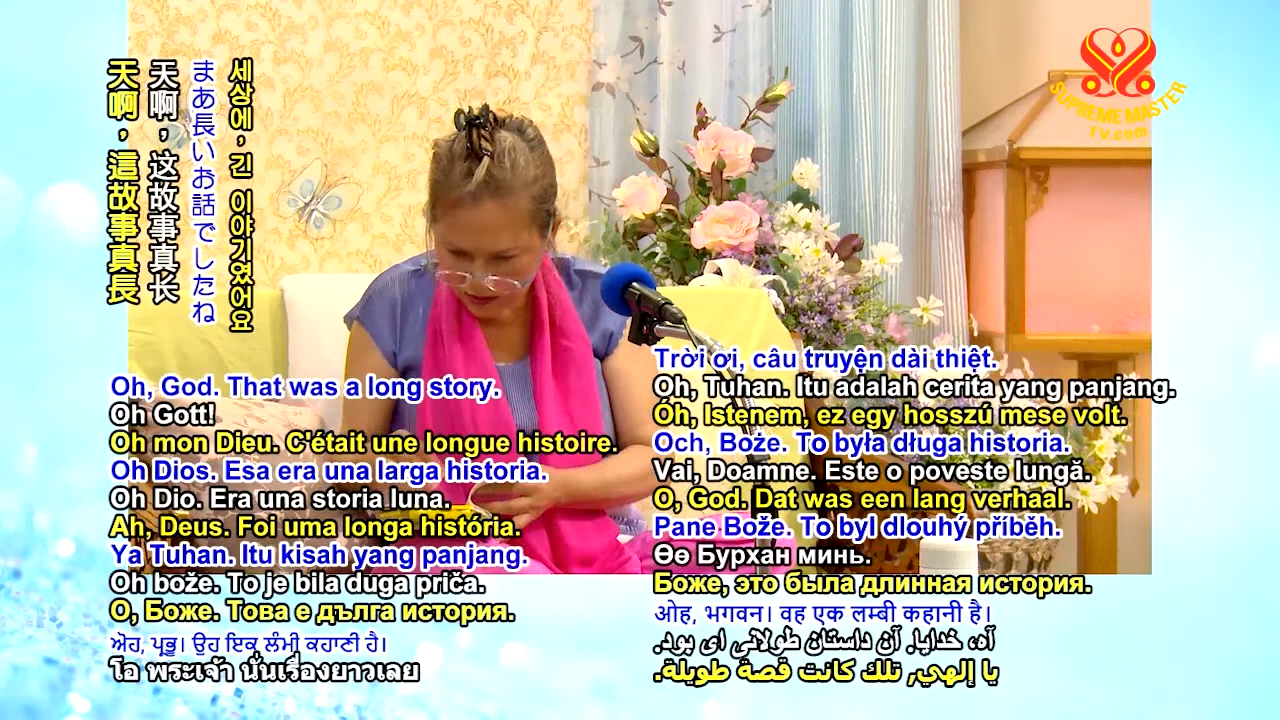 天啊，這故事真長
天啊，这故事真长
まあ長いお話でしたね
세상에, 긴 이야기였어요
SUPREME MASTER
TV.com
Oh, God. That was a long story.
Oh Gott!
Oh mon Dieu. C'était une longue histoire.
Oh Dios. Esa era una larga historia.
Oh Dio. Era una storia luna.
Ah, Deus. Foi uma longa história.
Ya Tuhan. Itu kisah yang panjang.
Oh bože. To je bila duga priča.
О, Боже. Това е дълга история.
ਅੋਹ, ਪ੍ਰਭੂ। ਉਹ ਇਕ ਲੰਮੀ ਕਹਾਣੀ ਹੈ।
โอ พระเจ้า นั่นเรื่องยาวเลย
Trời ơi, câu truyện dài thiệt.
Oh, Tuhan. Itu adalah cerita yang panjang.
Óh, Istenem, ez egy hosszú mese volt.
Och, Boże. To była długa historia.
Vai, Doamne. Este o poveste lungă.
O, God. Dat was een lang verhaal.
Pane Bože. To byl dlouhý příběh.
Өө Бурхан минь.
Боже, это была длинная история.
ओह, भगवन। वह एक लम्बी कहानी है।
آه، خدایا. آن داستان طولانی ای بود.
يا إلهي, تلك كانت قصة طويلة.